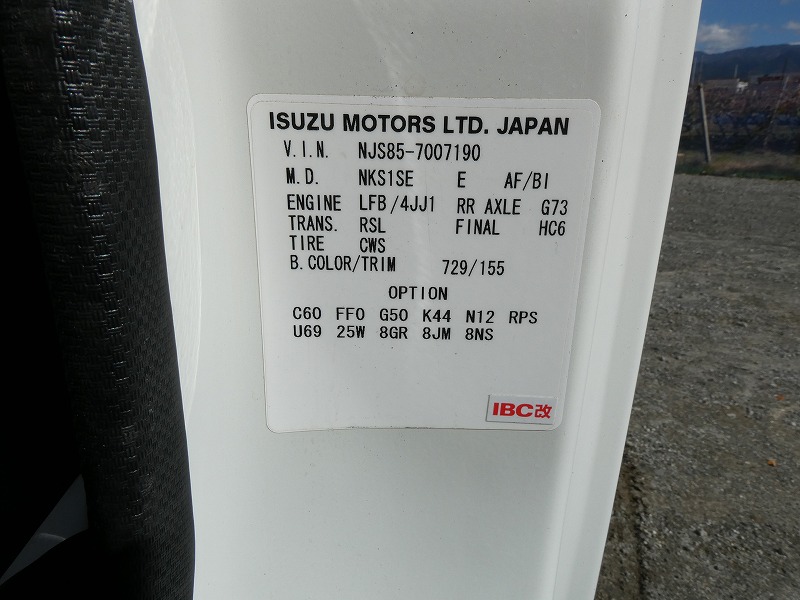 ISUZU MOTORS LTD. JAPAN
V.I.N. NJS85-7007190
M.D. NKS1SE E AF/BI
ENGINE LFB/4JJ1 RR AXLE G73
TRANS. RSL FINAL HC6
TIRE CWS
B.COLOR/TRIM 729/155
OPTION
C60 FF0 G50 K44 N12 RPS
U69 25W 8GR 8JM 8NS
IBC改